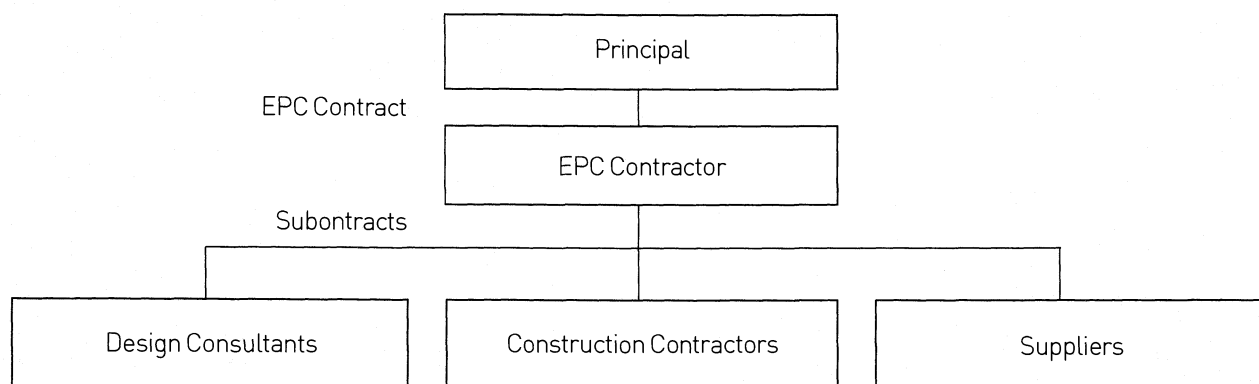 Principal
EPC Contract
EPC Contractor
Subontracts
Design Consultants
Construction Contractors
Suppliers